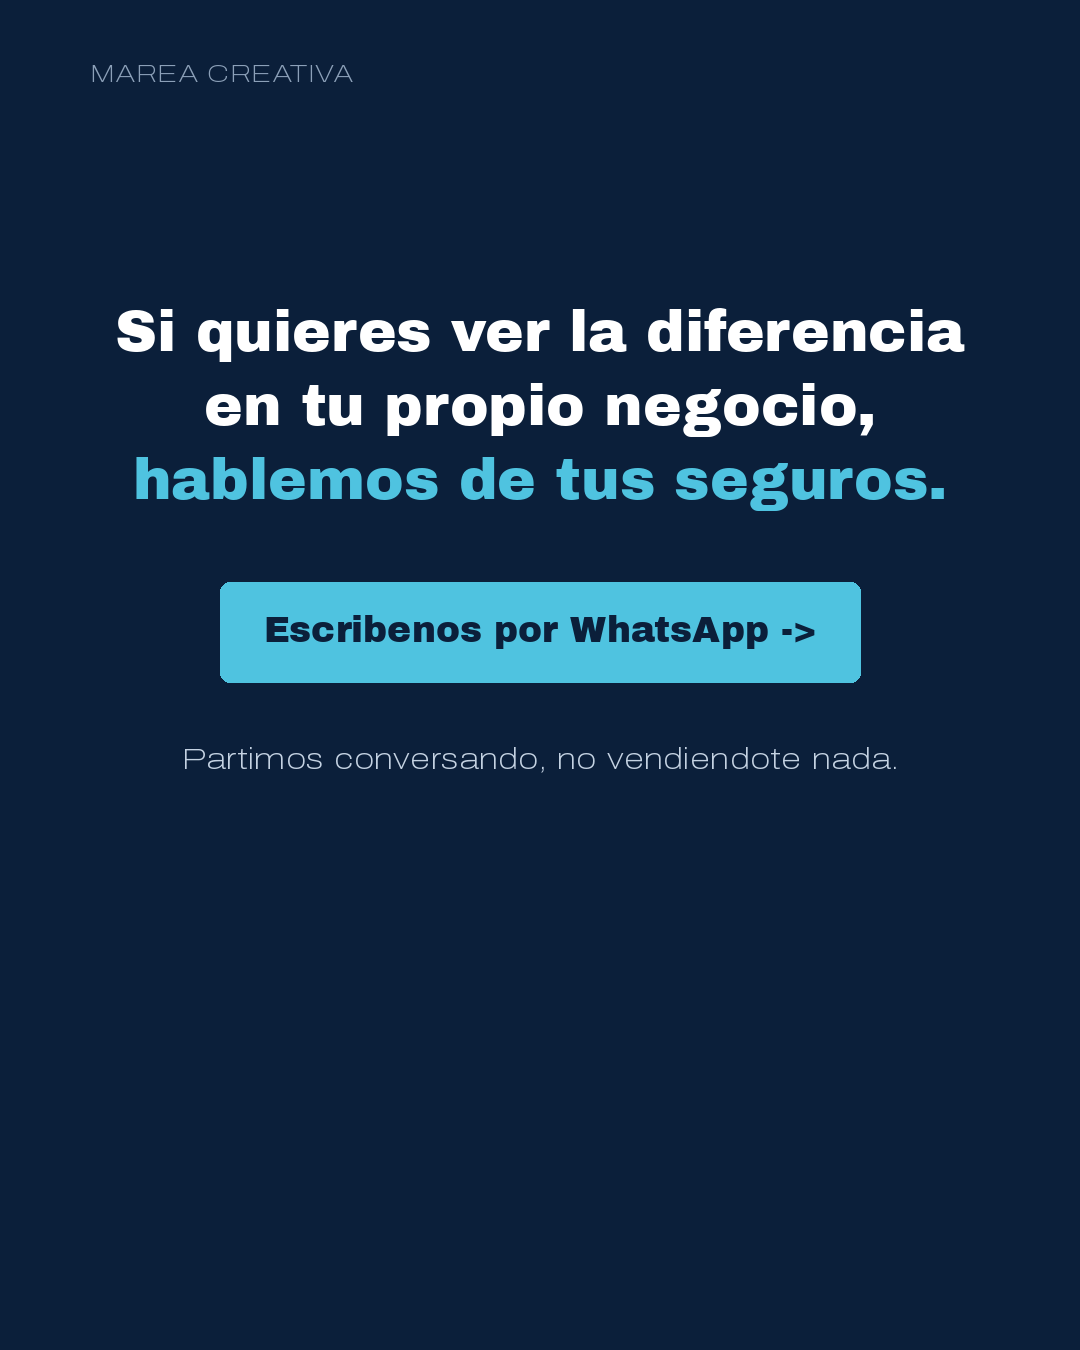 MAREA CREATIVA
Si quieres ver la diferencia
en tu propio negocio,
hablemos de tus seguros.
Escribenos por WhatsApp ->
Partimos conversando, no vendiendote nada.